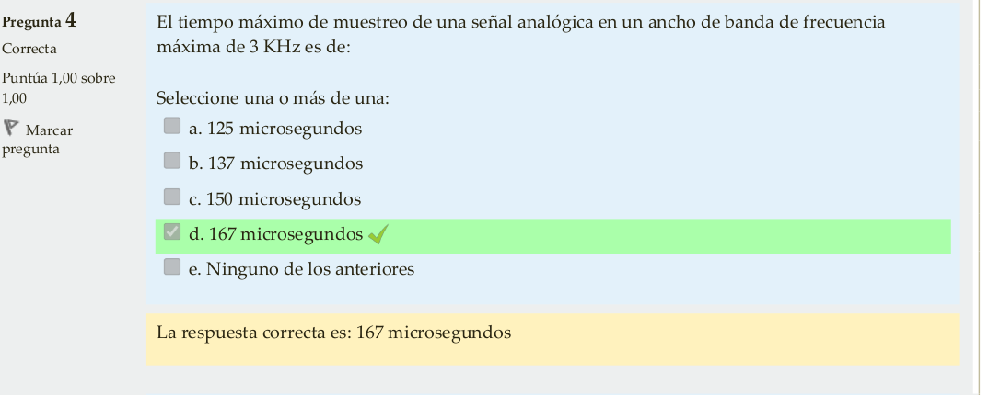 Pregunta 4
Correcta
Puntúa 1,00 sobre
1,00
Marcar
pregunta
El tiempo máximo de muestreo de una señal analógica en un ancho de banda de frecuencia
máxima de 3 KHz es de:
Seleccione una o más de una:
a. 125 microsegundos
b. 137 microsegundos
c. 150 microsegundos
d. 167 microsegundos
e. Ninguno de los anteriores
La respuesta correcta es: 167 microsegundos